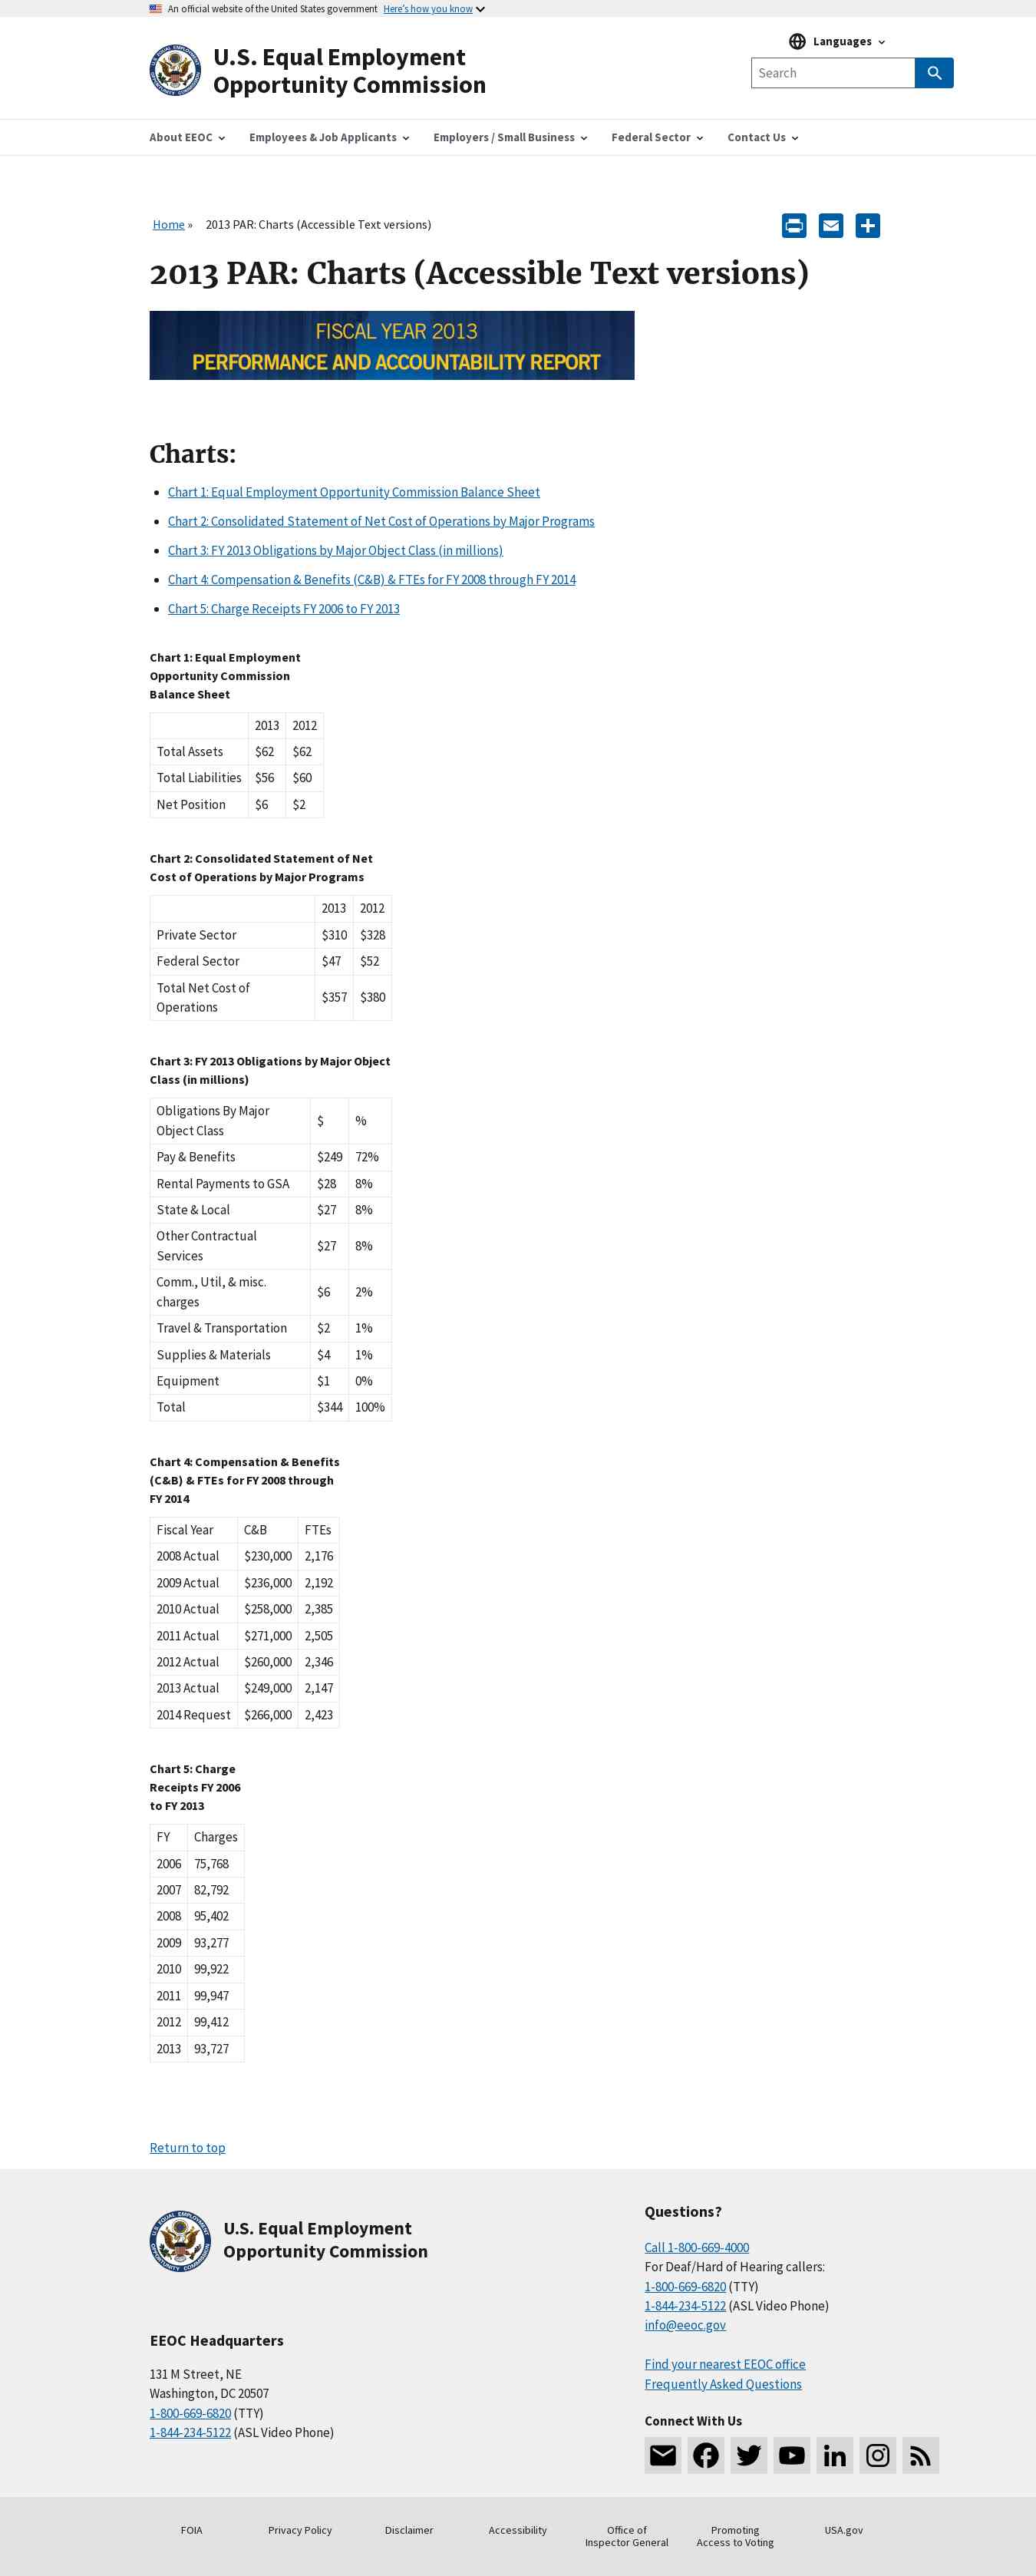 An official website of the United States government Here's how you know
U.S. Equal Employment
Opportunity Commission
Languages
Search
About EEOC
Employees & Job Applicants
Employers / Small Business
Federal Sector
Contact Us
Home » 2013 PAR: Charts (Accessible Text versions)
2013 PAR: Charts (Accessible Text versions)
FISCAL YEAR 2013
PERFORMANCE AND ACCOUNTABILITY REPORT
Charts:
Chart 1: Equal Employment Opportunity Commission Balance Sheet
Chart 2: Consolidated Statement of Net Cost of Operations by Major Programs
Chart 3: FY 2013 Obligations by Major Object Class (in millions)
Chart 4: Compensation & Benefits (C&B) & FTEs for FY 2008 through FY 2014
Chart 5: Charge Receipts FY 2006 to FY 2013
Chart 1: Equal Employment
Opportunity Commission
Balance Sheet
2013 2012
Total Assets $62 $62
Total Liabilities $56 $60
Net Position $6 $2
Chart 2: Consolidated Statement of Net
Cost of Operations by Major Programs
2013 2012
Private Sector $310 $328
Federal Sector $47 $52
Total Net Cost of
Operations $357 $380
Chart 3: FY 2013 Obligations by Major Object
Class (in millions)
Obligations By Major
Object Class $ %
Pay & Benefits $249 72%
Rental Payments to GSA $28 8%
State & Local $27 8%
Other Contractual
Services $27 8%
Comm., Util, & misc.
charges $6 2%
Travel & Transportation $2 1%
Supplies & Materials $4 1%
Equipment $1 0%
Total $344 100%
Chart 4: Compensation & Benefits
(C&B) & FTEs for FY 2008 through
FY 2014
Fiscal Year C&B FTEs
2008 Actual $230,000 2,176
2009 Actual $236,000 2,192
2010 Actual $258,000 2,385
2011 Actual $271,000 2,505
2012 Actual $260,000 2,346
2013 Actual $249,000 2,147
2014 Request $266,000 2,423
Chart 5: Charge
Receipts FY 2006
to FY 2013
FY Charges
2006 75,768
2007 82,792
2008 95,402
2009 93,277
2010 99,922
2011 99,947
2012 99,412
2013 93,727
Return to top
U.S. Equal Employment
Opportunity Commission
EEOC Headquarters
131 M Street, NE
Washington, DC 20507
1-800-669-6820 (TTY)
1-844-234-5122 (ASL Video Phone)
Questions?
Call 1-800-669-4000
For Deaf/Hard of Hearing callers:
1-800-669-6820 (TTY)
1-844-234-5122 (ASL Video Phone)
info@eeoc.gov
Find your nearest EEOC office
Frequently Asked Questions
Connect With Us
FOIA
Privacy Policy
Disclaimer
Accessibility
Office of
Inspector General
Promoting
Access to Voting
USA.gov